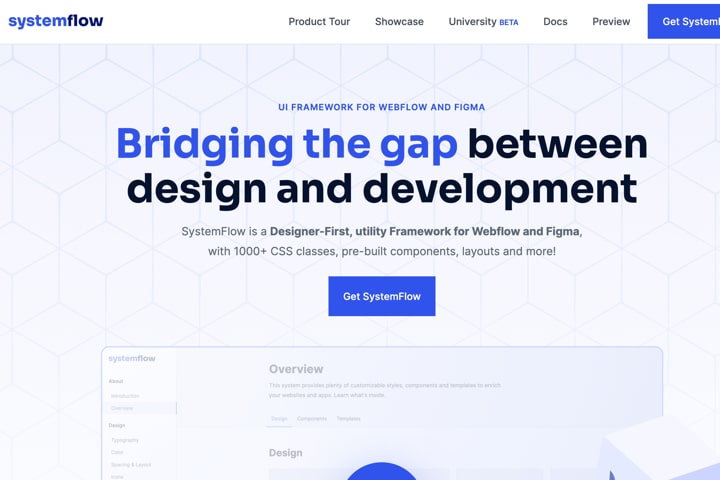 systemflow
Product Tour
Showcase
University BETA
Docs
Preview
Get System
UI FRAMEWORK FOR WEBFLOW AND FIGMA
Bridging the gap between
design and development
SystemFlow is a Designer-First, utility Framework for Webflow and Figma,
with 1000+ CSS classes, pre-built components, layouts and more!
Get SystemFlow
systemflow
About
Introduction
Overview
Design
Typography
Color
Spacing & Layout
Icons
Overview
This system provides plenty of customizable styles, components and templates to enrich
your websites and apps. Learn what's inside.
Design
Components
Templates
Design